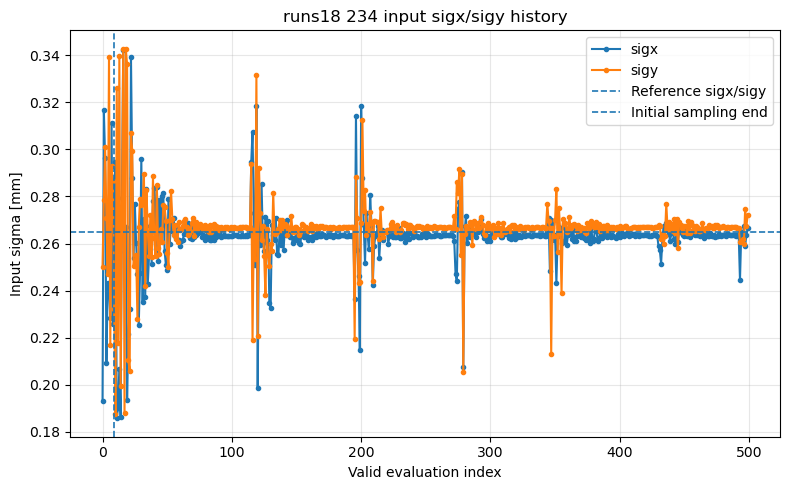 runs18 234 input sigx/sigy history
sigx
sigy
Reference sigx/sigy
Initial sampling end
Input sigma [mm]
0.34
0.32
0.30
0.28
0.26
0.24
0.22
0.20
0.18
0 100 200 300 400 500
Valid evaluation index